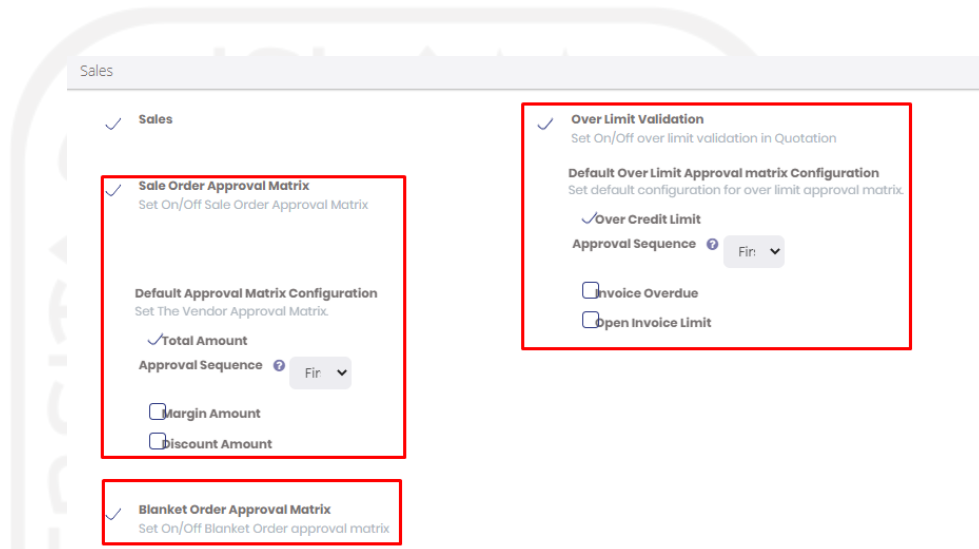 Sales
Sales
Sale Order Approval Matrix
Set On/Off Sale Order Approval Matrix
Default Approval Matrix Configuration
Set The Vendor Approval Matrix.
Total Amount
Approval Sequence ?
Fir
Margin Amount
Discount Amount
Blanket Order Approval Matrix
Set On/Off Blanket Order approval matrix
Over Limit Validation
Set On/Off over limit validation in Quotation
Default Over Limit Approval matrix Configuration
Set default configuration for over limit approval matrix.
Over Credit Limit
Approval Sequence ?
Fir
Invoice Overdue
Open Invoice Limit